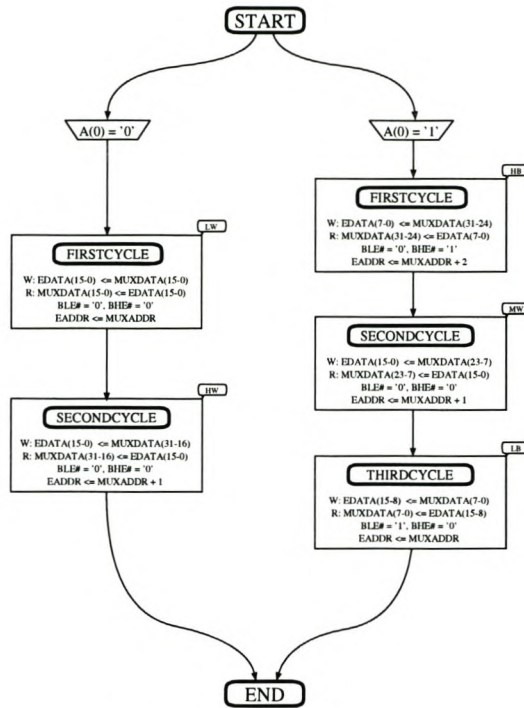 START
A(0) = '0'
A(0) = '1'
LW
FIRSTCYCLE
W: EDATA(15-0) <= MUXDATA(15-0)
R: MUXDATA(15-0) <= EDATA(15-0)
BLE# = '0', BHE# = '0'
EADDR <= MUXADDR
HW
SECONDCYCLE
W: EDATA(15-0) <= MUXDATA(31-16)
R: MUXDATA(31-16) <= EDATA(15-0)
BLE# = '0', BHE# = '0'
EADDR <= MUXADDR + 1
HB
FIRSTCYCLE
W: EDATA(7-0) <= MUXDATA(31-24)
R: MUXDATA(31-24) <= EDATA(7-0)
BLE# = '0', BHE# = '1'
EADDR <= MUXADDR + 2
MW
SECONDCYCLE
W: EDATA(15-0) <= MUXDATA(23-7)
R: MUXDATA(23-7) <= EDATA(15-0)
BLE# = '0', BHE# = '0'
EADDR <= MUXADDR + 1
LB
THIRDCYCLE
W: EDATA(15-8) <= MUXDATA(7-0)
R: MUXDATA(7-0) <= EDATA(15-8)
BLE# = '1', BHE# = '0'
EADDR <= MUXADDR
END